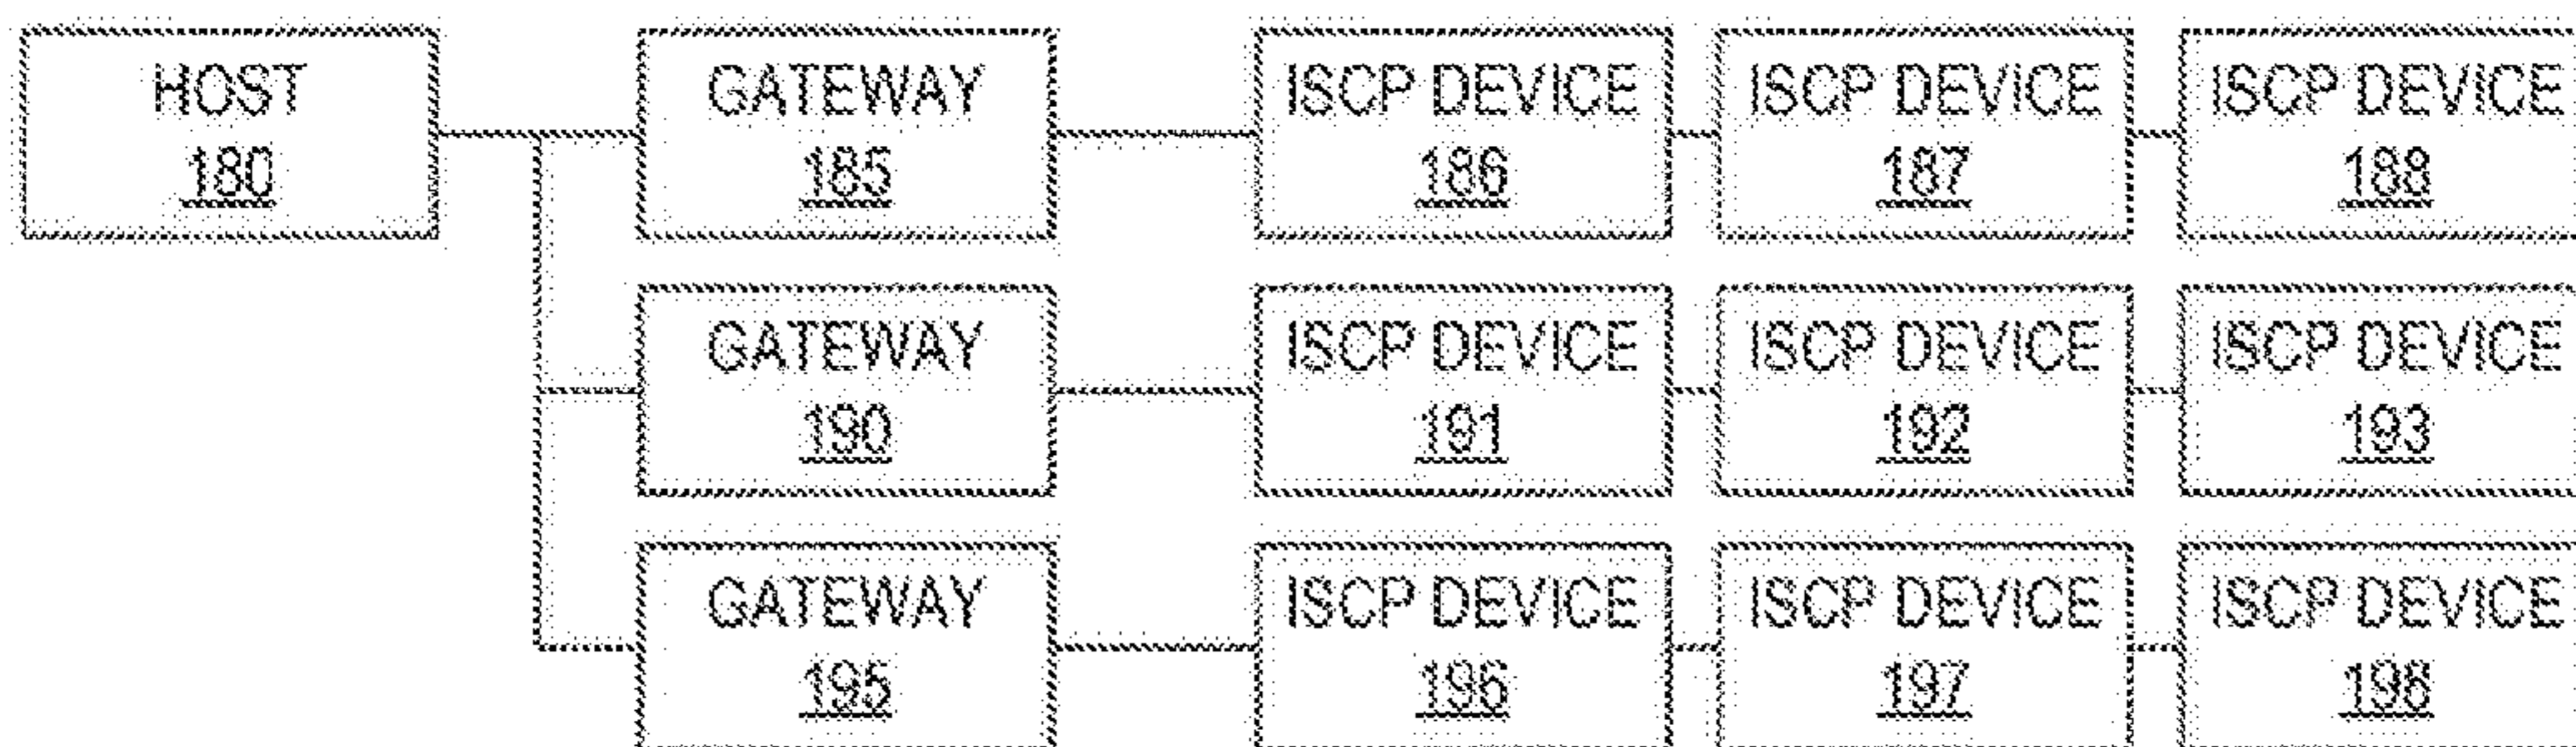 HOST
180
GATEWAY
185
ISCP DEVICE
186
ISCP DEVICE
187
ISCP DEVICE
188
GATEWAY
190
ISCP DEVICE
191
ISCP DEVICE
192
ISCP DEVICE
193
GATEWAY
195
ISCP DEVICE
196
ISCP DEVICE
197
ISCP DEVICE
198